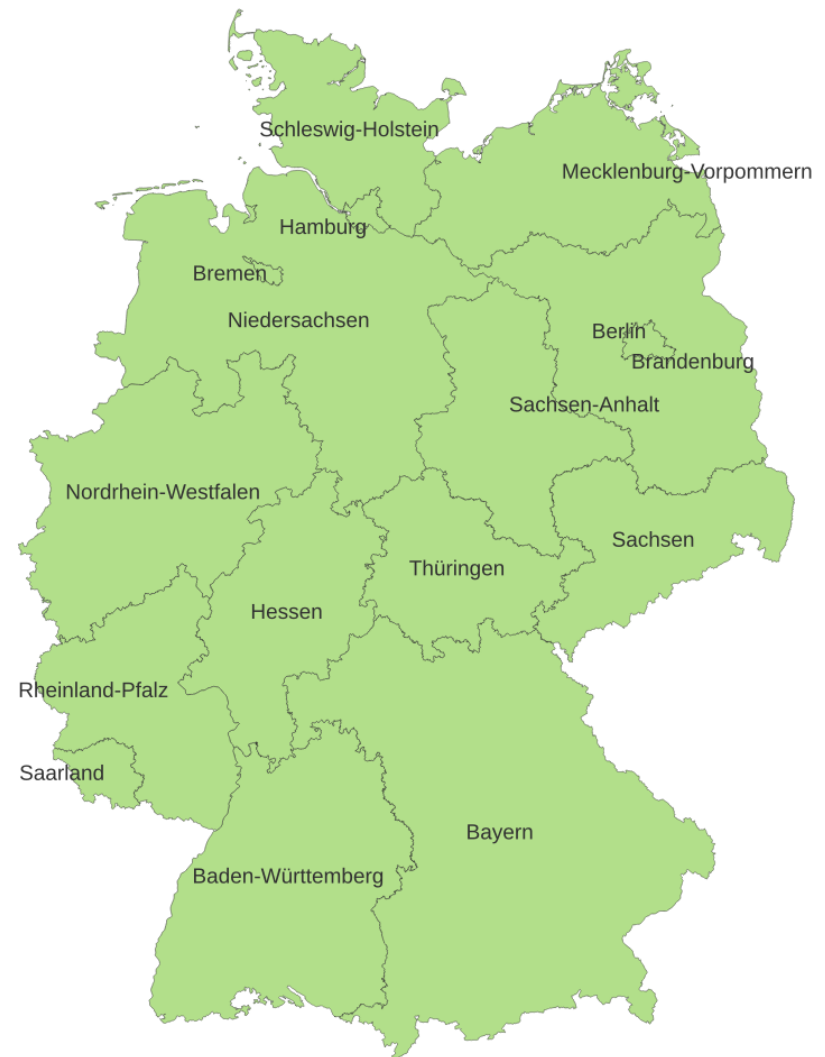 Schleswig-Holstein
Mecklenburg-Vorpommern
Hamburg
Bremen
Niedersachsen
Berlin
Brandenburg
Sachsen-Anhalt
Nordrhein-Westfalen
Sachsen
Thüringen
Hessen
Rheinland-Pfalz
Saarland
Bayern
Baden-Württemberg